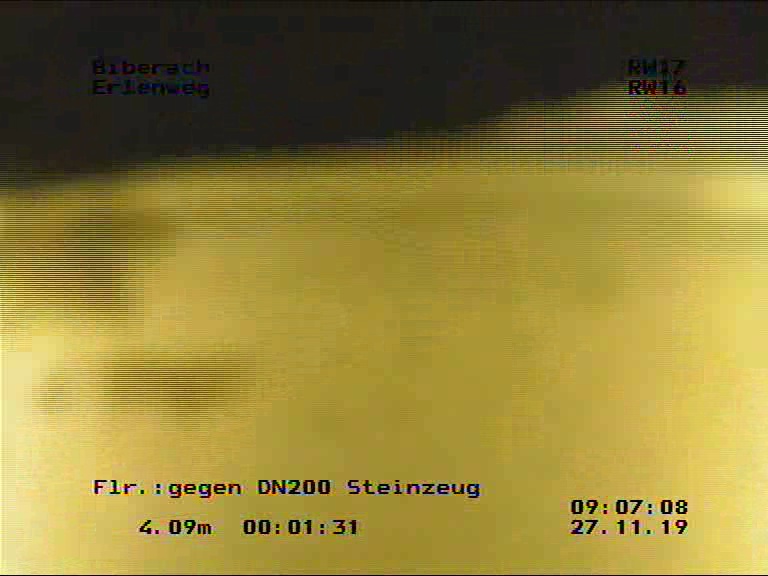 Biberach RW17
Erlenweg RW16
Flr.:gegen DN200 Steinzeug
09:07:08
4.09m 00:01:31 27.11.19